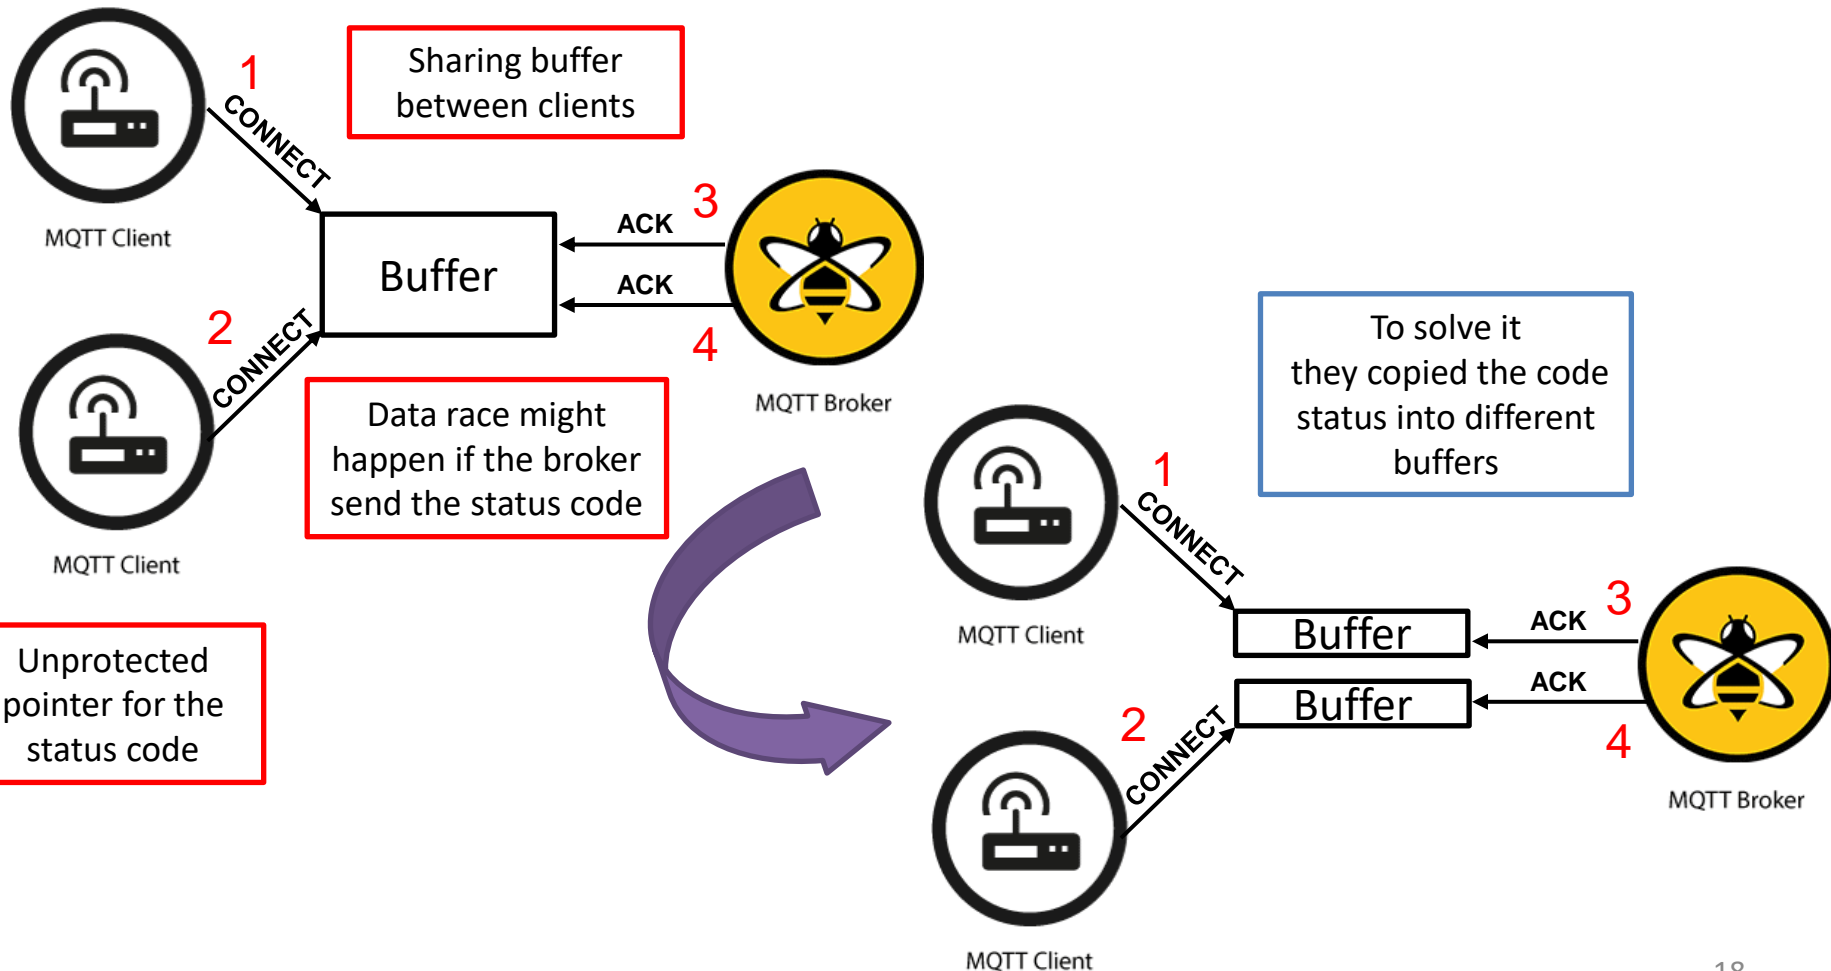 1
CONNECT
Sharing buffer
between clients
MQTT Client
3
ACK
Buffer
ACK
4
MQTT Broker
2
CONNECT
MQTT Client
Data race might
happen if the broker
send the status code
Unprotected
pointer for the
status code
To solve it
they copied the code
status into different
buffers
1
CONNECT
MQTT Client
3
ACK
Buffer
ACK
Buffer
4
MQTT Broker
2
CONNECT
MQTT Client
18